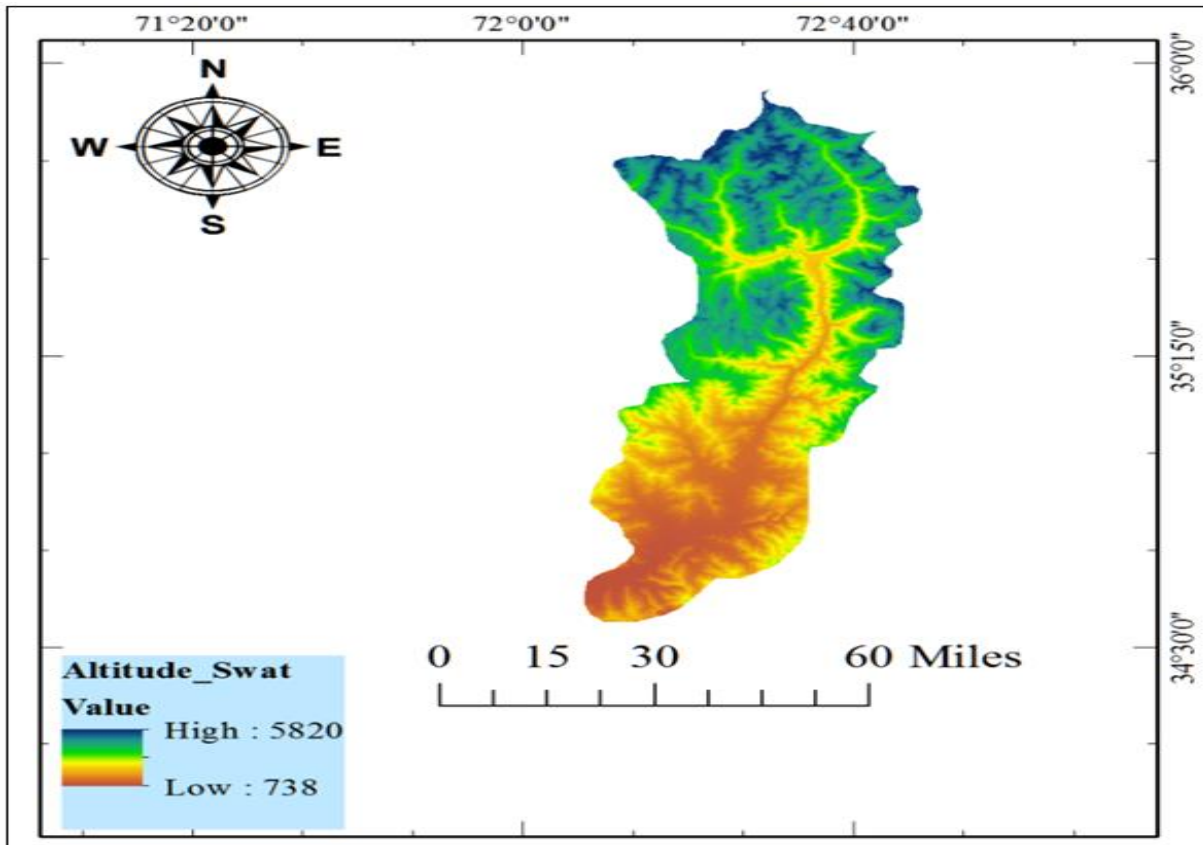 71°20'0" 72°0'0" 72°40'0"
N
W E
S
36°0'0"
35°15'0"
34°30'0"
0 15 30 60 Miles
Altitude_Swat
Value
High : 5820
Low : 738